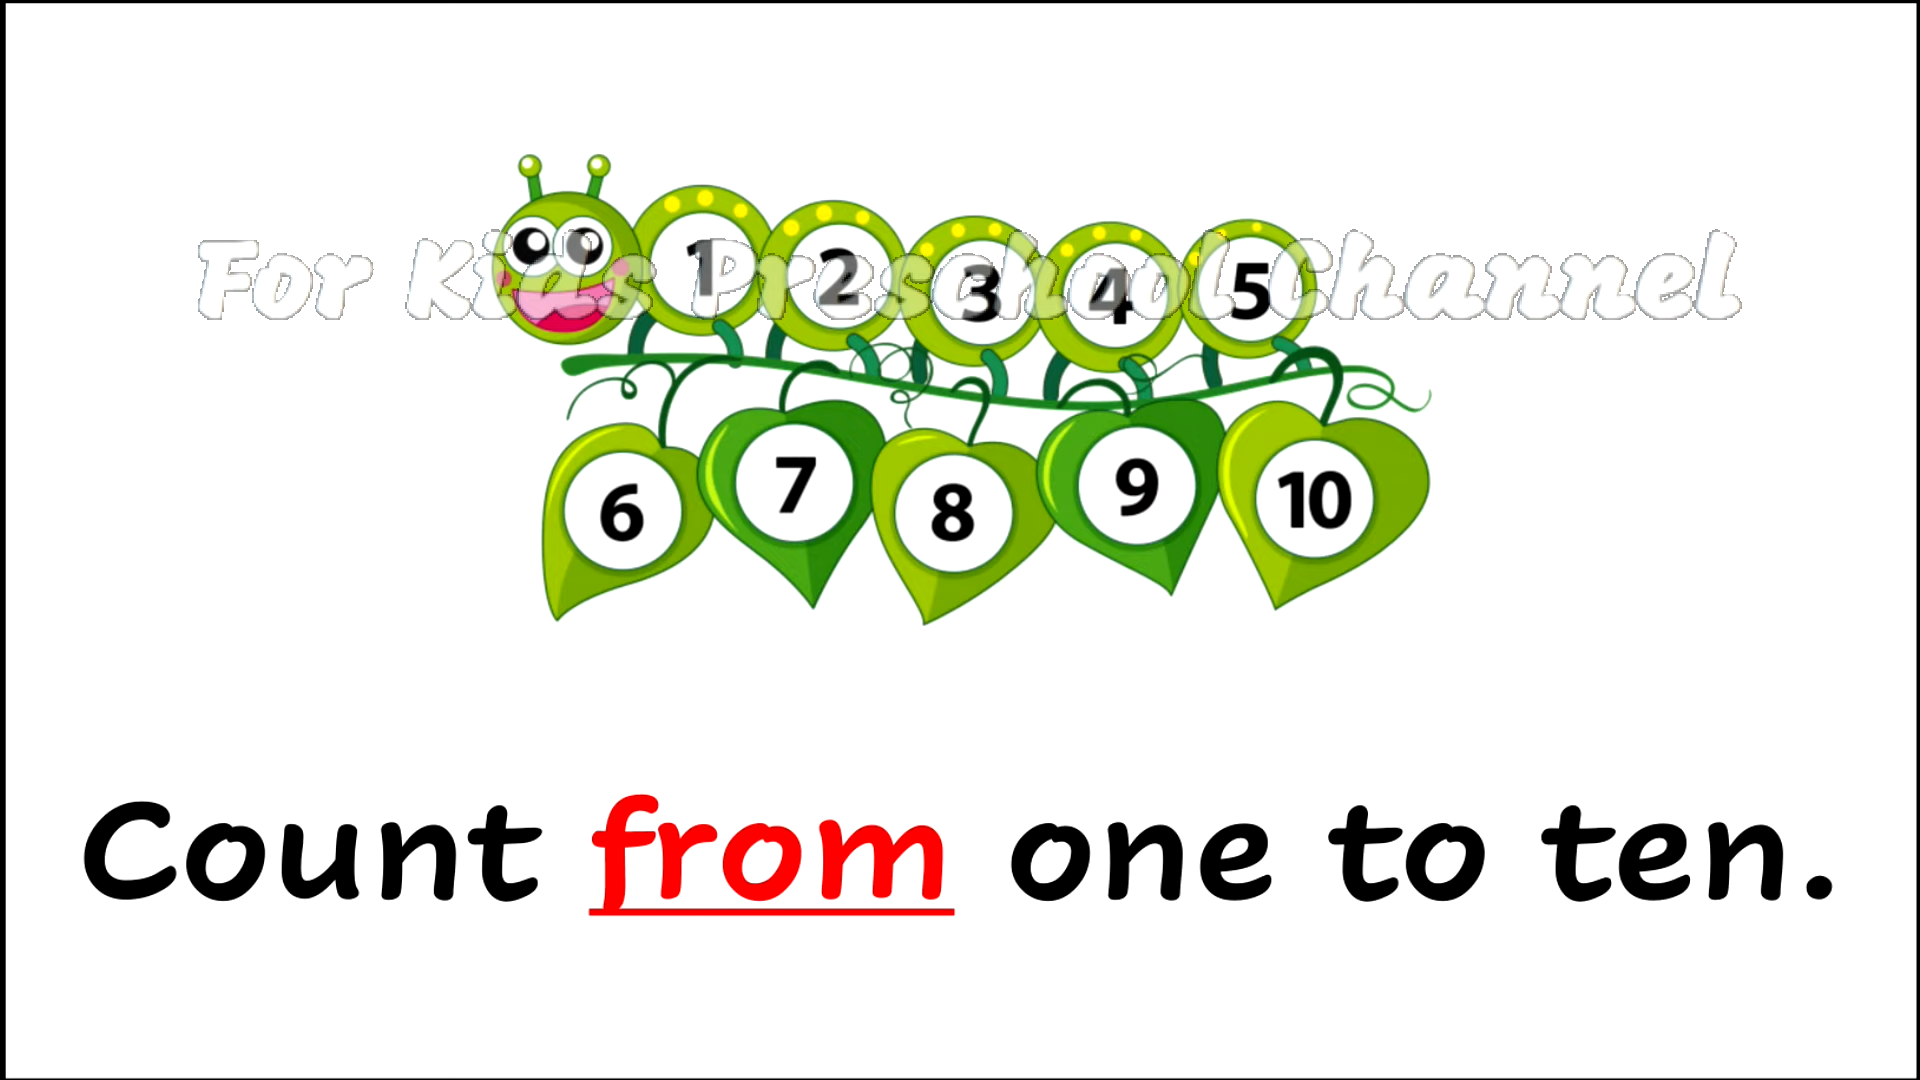 For Kids Preschool Channel
1 2 3 4 5
6 7 8 9 10
Count from one to ten.